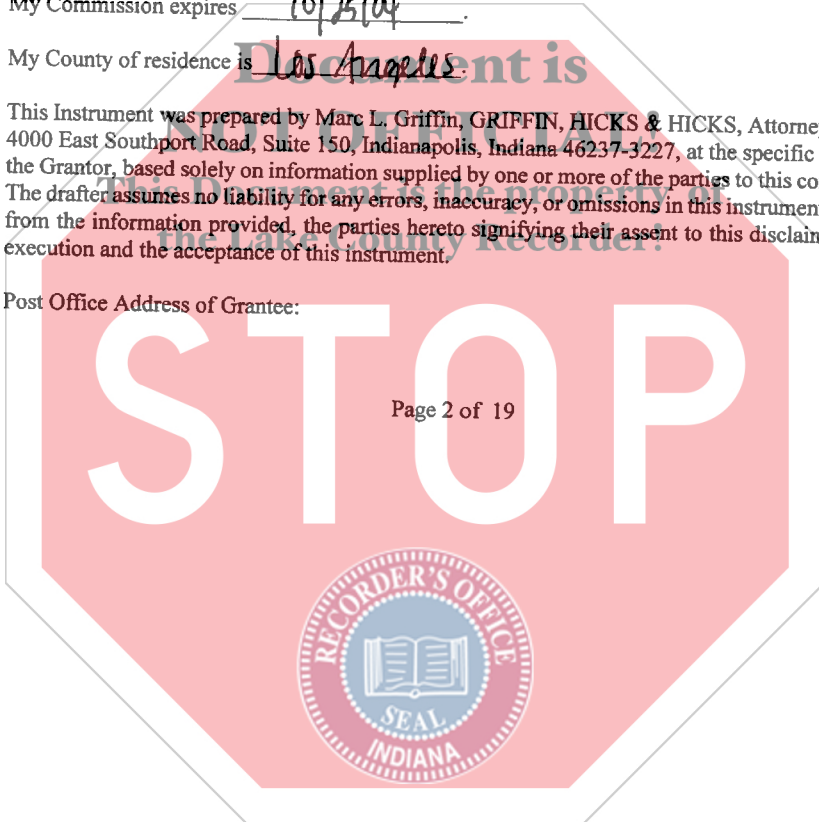 My Commission expires 10/25/04.
My County of residence is Los Angeles.
Document is
NOT OFFICIAL!
This Document is the property of
the Lake County Recorder!
This Instrument was prepared by Marc L. Griffin, GRIFFIN, HICKS & HICKS, Attorney
4000 East Southport Road, Suite 150, Indianapolis, Indiana 46237-3227, at the specific
the Grantor, based solely on information supplied by one or more of the parties to this co
The drafter assumes no liability for any errors, inaccuracy, or omissions in this instrument
from the information provided, the parties hereto signifying their assent to this disclaim
execution and the acceptance of this instrument.
Post Office Address of Grantee:
STOP
Page 2 of 19
RECORDER'S OFFICE
SEAL
INDIANA